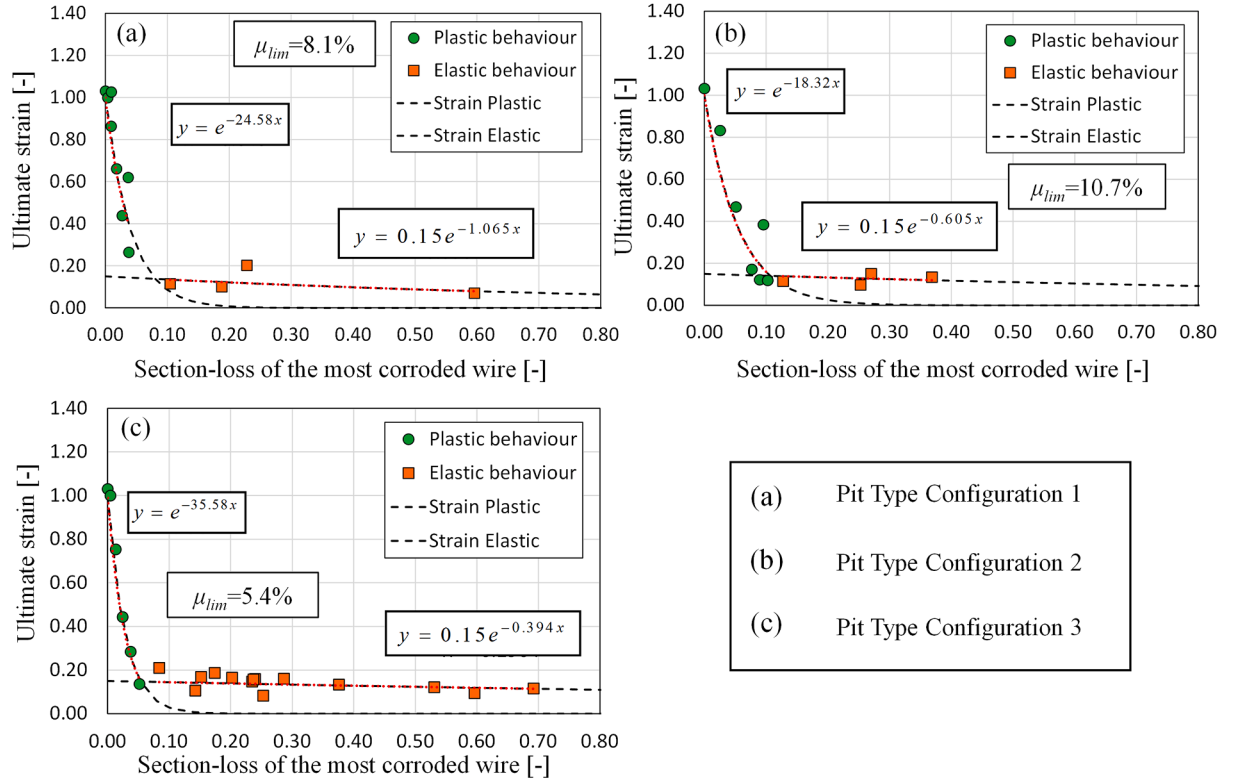 (a)
μlim=8.1%
Plastic behaviour
Elastic behaviour
Strain Plastic
Strain Elastic
y = e^−24.58x
y = 0.15e^−1.065x
Ultimate strain [-]
1.40
1.20
1.00
0.80
0.60
0.40
0.20
0.00
0.00 0.10 0.20 0.30 0.40 0.50 0.60 0.70 0.80
Section-loss of the most corroded wire [-]
(b)
Plastic behaviour
Elastic behaviour
Strain Plastic
Strain Elastic
y = e^−18.32x
μlim=10.7%
y = 0.15e^−0.605x
Ultimate strain [-]
1.40
1.20
1.00
0.80
0.60
0.40
0.20
0.00
0.00 0.10 0.20 0.30 0.40 0.50 0.60 0.70 0.80
Section-loss of the most corroded wire [-]
(c)
Plastic behaviour
Elastic behaviour
Strain Plastic
Strain Elastic
y = e^−35.58x
μlim=5.4%
y = 0.15e^−0.394x
Ultimate strain [-]
1.40
1.20
1.00
0.80
0.60
0.40
0.20
0.00
0.00 0.10 0.20 0.30 0.40 0.50 0.60 0.70 0.80
Section-loss of the most corroded wire [-]
(a) Pit Type Configuration 1
(b) Pit Type Configuration 2
(c) Pit Type Configuration 3